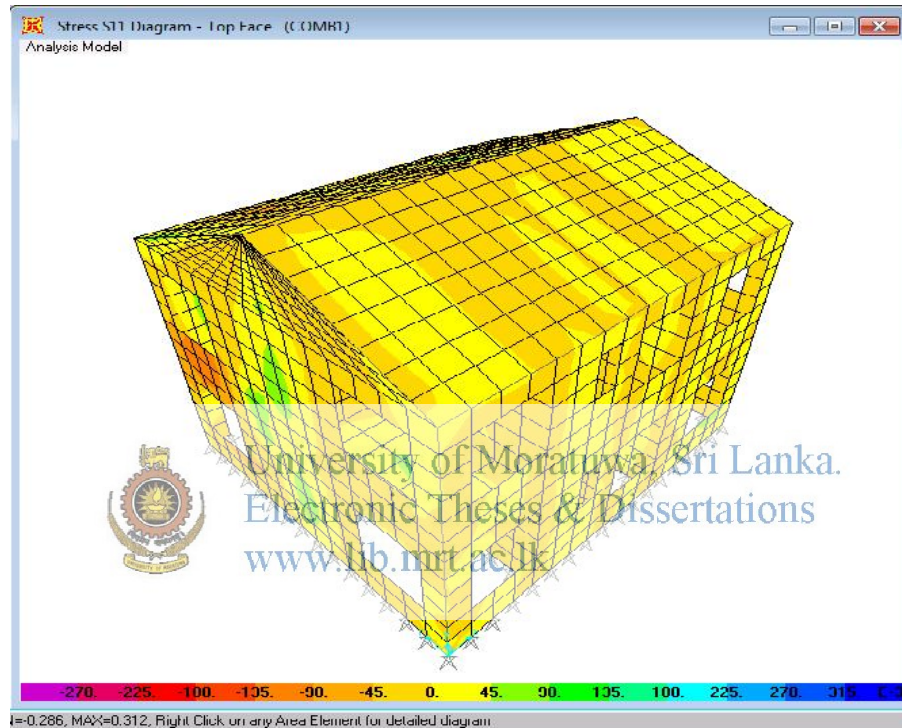 Stress S11 Diagram - Top Face (COMB1)
Analysis Model
University of Moratuwa, Sri Lanka.
Electronic Theses & Dissertations
www.lib.mrt.ac.lk
-270. -225. -180. -135. -90. -45. 0. 45. 90. 135. 180. 225. 270. 315. E-3
N=-0.286, MAX=0.312, Right Click on any Area Element for detailed diagram